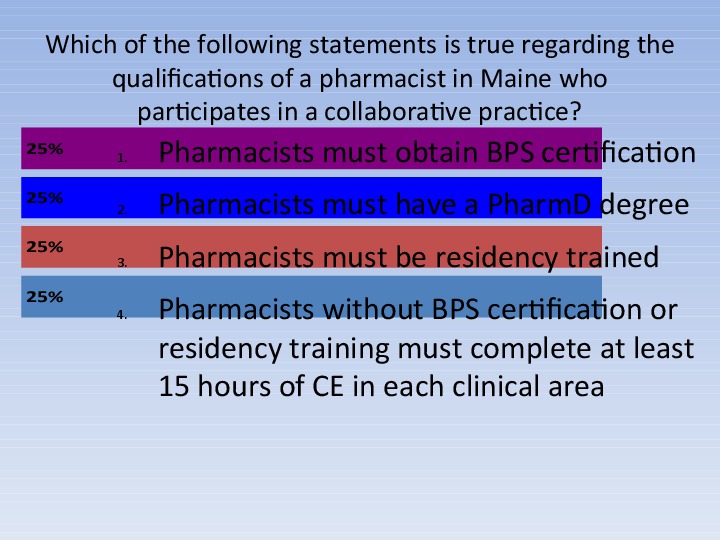 Which of the following statements is true regarding the
qualifications of a pharmacist in Maine who
participates in a collaborative practice?
25% 1. Pharmacists must obtain BPS certification
25% 2. Pharmacists must have a PharmD degree
25% 3. Pharmacists must be residency trained
25% 4. Pharmacists without BPS certification or
residency training must complete at least
15 hours of CE in each clinical area